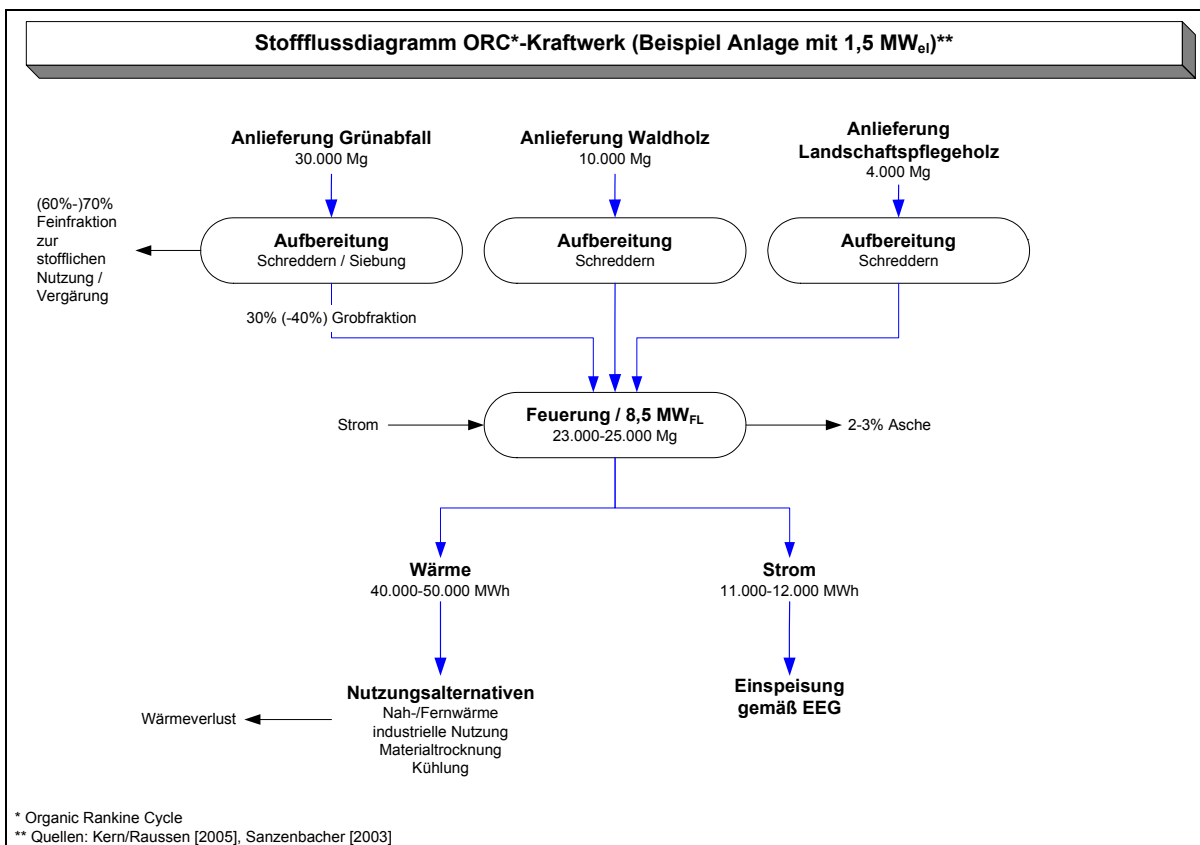 Stoffflussdiagramm ORC*-Kraftwerk (Beispiel Anlage mit 1,5 MWel)**
Anlieferung Grünabfall
30.000 Mg
Anlieferung Waldholz
10.000 Mg
Anlieferung
Landschaftspflegeholz
4.000 Mg
(60%-)70%
Feinfraktion
zur
stofflichen
Nutzung /
Vergärung
Aufbereitung
Schreddern / Siebung
Aufbereitung
Schreddern
Aufbereitung
Schreddern
30% (-40%) Grobfraktion
Strom
Feuerung / 8,5 MWFL
23.000-25.000 Mg
2-3% Asche
Wärme
40.000-50.000 MWh
Strom
11.000-12.000 MWh
Nutzungsalternativen
Nah-/Fernwärme
industrielle Nutzung
Materialtrocknung
Kühlung
Wärmeverlust
Einspeisung
gemäß EEG
* Organic Rankine Cycle
** Quellen: Kern/Raussen [2005], Sanzenbacher [2003]